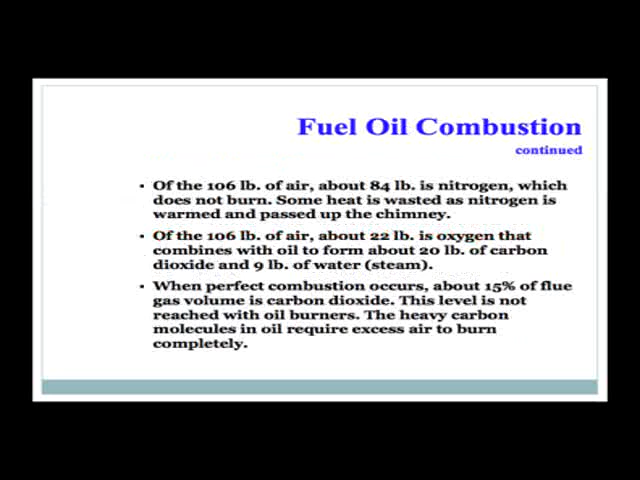 Fuel Oil Combustion
continued
• Of the 106 lb. of air, about 84 lb. is nitrogen, which
does not burn. Some heat is wasted as nitrogen is
warmed and passed up the chimney.
• Of the 106 lb. of air, about 22 lb. is oxygen that
combines with oil to form about 20 lb. of carbon
dioxide and 9 lb. of water (steam).
• When perfect combustion occurs, about 15% of flue
gas volume is carbon dioxide. This level is not
reached with oil burners. The heavy carbon
molecules in oil require excess air to burn
completely.